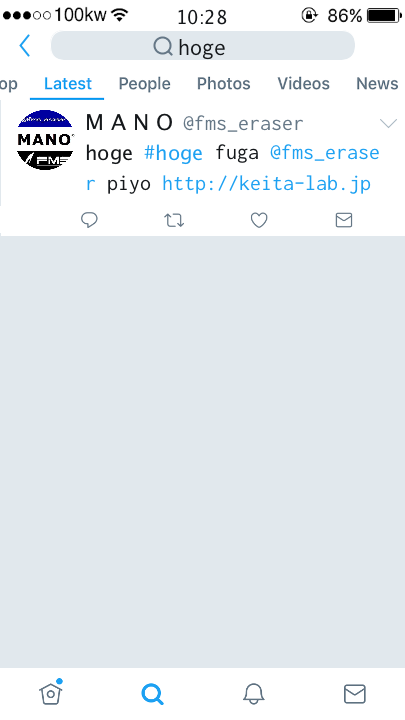 100kw 10:28 86%
hoge
op Latest People Photos Videos News
M A N O @fms_eraser
hoge #hoge fuga @fms_erase
r piyo http://keita-lab.jp
MANO
FMS